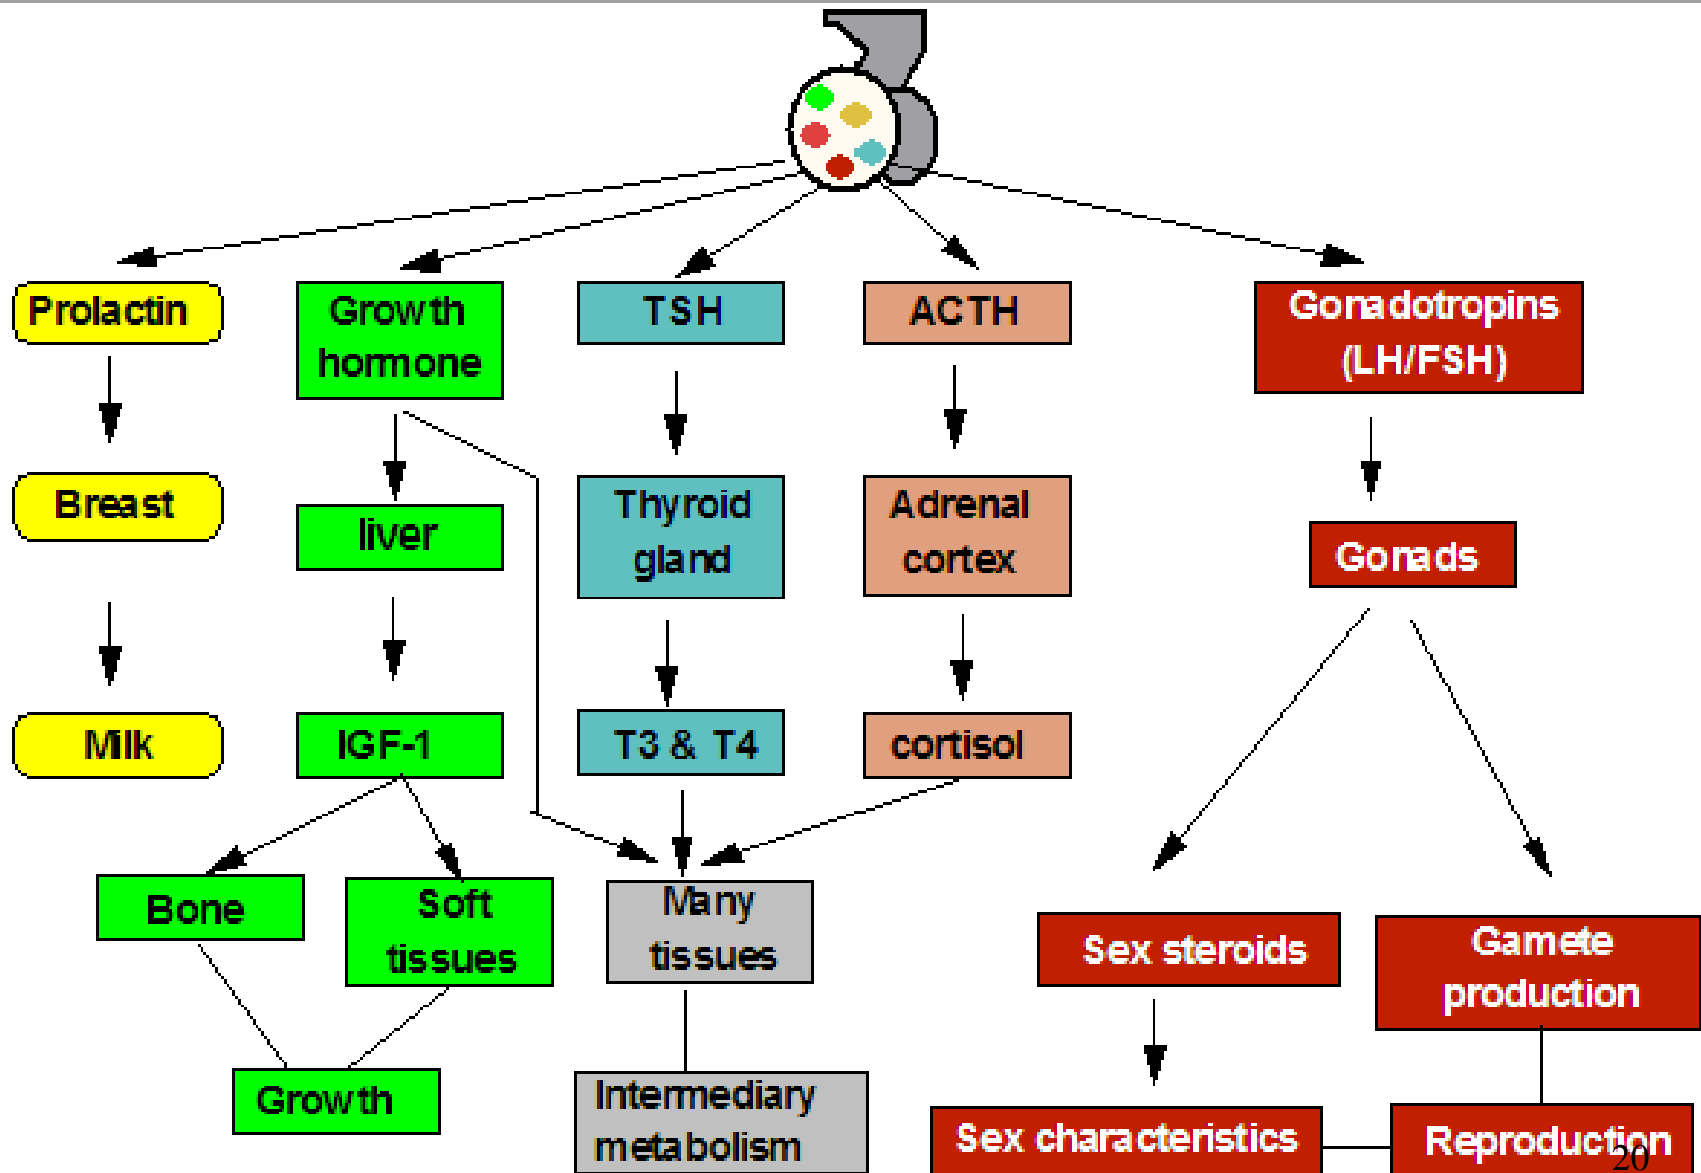 Prolactin
Growth
hormone
TSH
ACTH
Gonadotropins
(LH/FSH)
Breast
liver
Thyroid
gland
Adrenal
cortex
Gonads
Milk
IGF-1
T3 & T4
cortisol
Bone
Soft
tissues
Many
tissues
Sex steroids
Gamete
production
Growth
Intermediary
metabolism
Sex characteristics
Reproduction
20